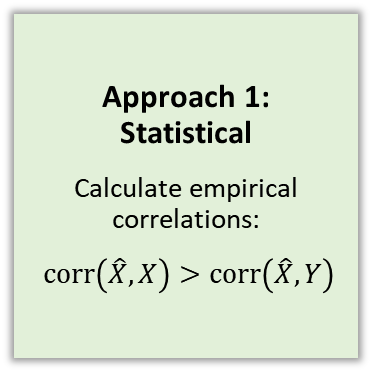 Approach 1:
Statistical
Calculate empirical
correlations:
corr(X̂, X) > corr(X̂, Y)